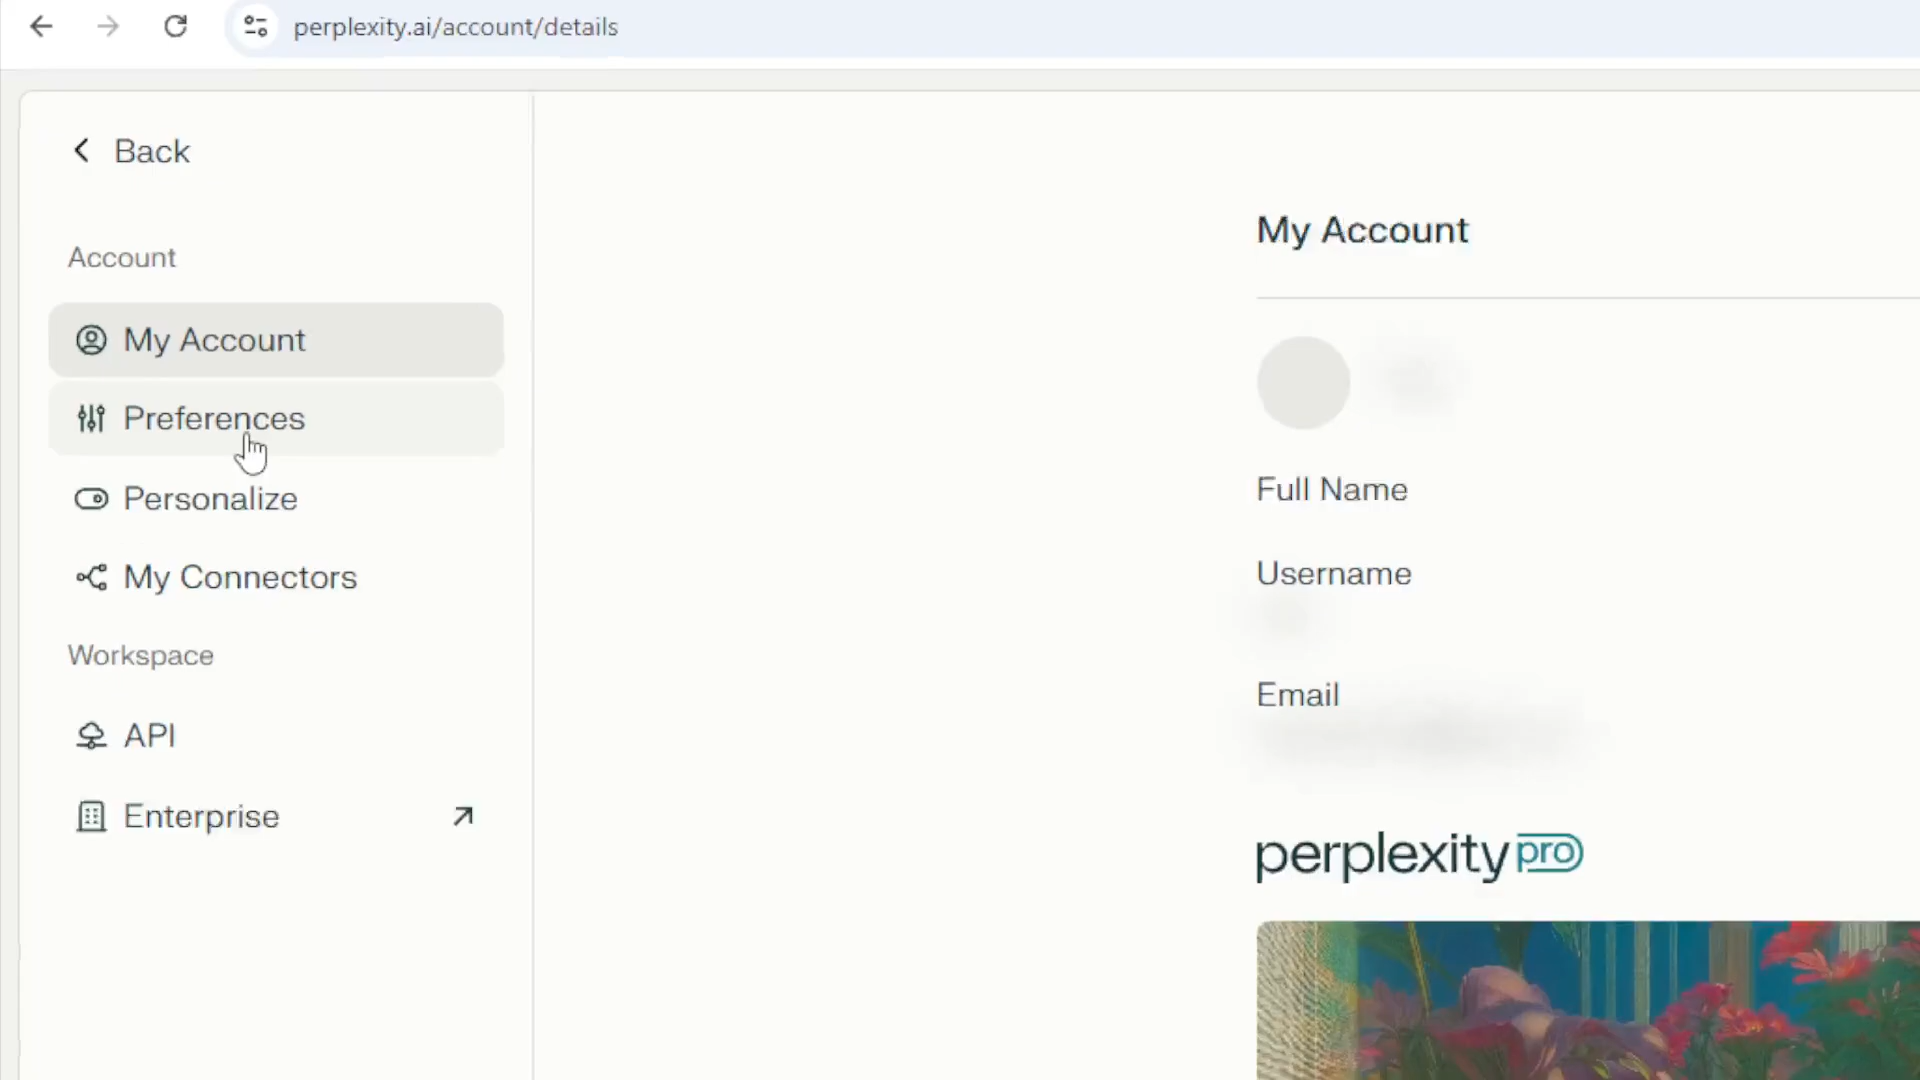 perplexity.ai/account/details
Back
Account
My Account
Preferences
Personalize
My Connectors
Workspace
API
Enterprise
My Account
Full Name
Username
Email
perplexity pro